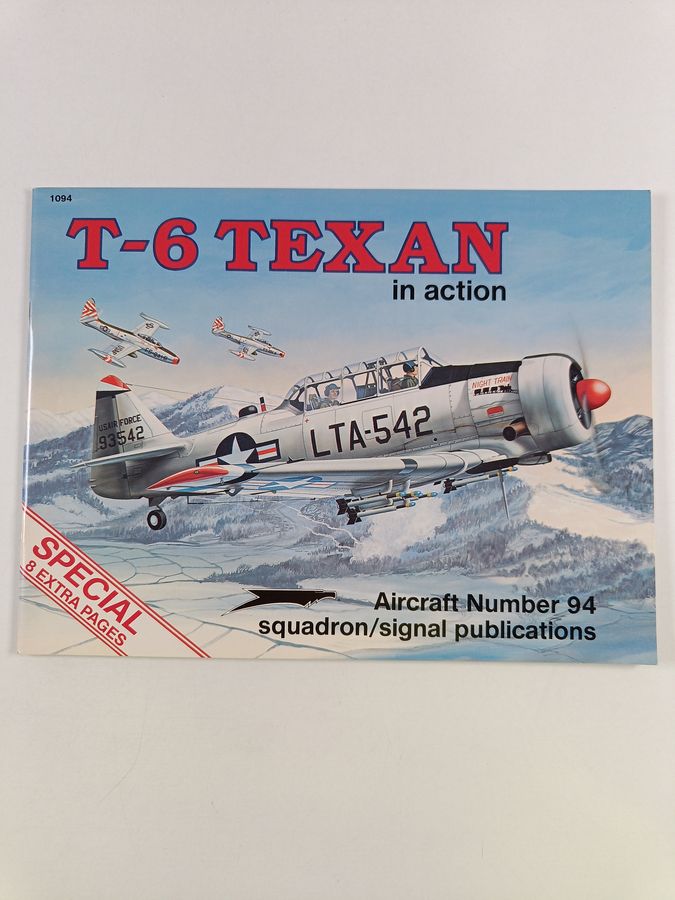 1094
T-6 TEXAN
in action
NIGHT TRAIN
LTA-542
USAIR FORCE
93542
SPECIAL
8 EXTRA PAGES
Aircraft Number 94
squadron/signal publications